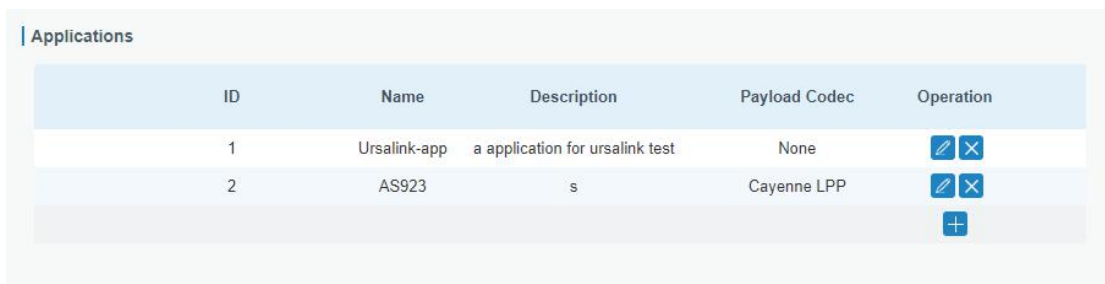 Applications
ID Name Description Payload Codec Operation
1 Ursalink-app a application for ursalink test None
2 AS923 s Cayenne LPP